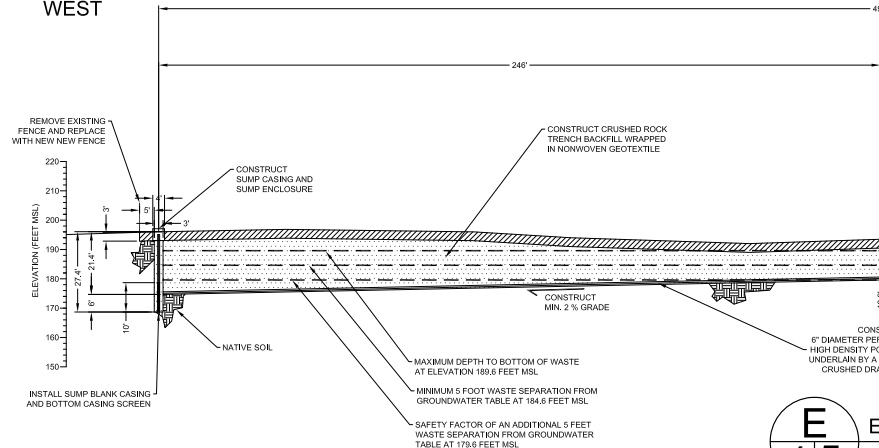 WEST
49
246'
REMOVE EXISTING
FENCE AND REPLACE
WITH NEW NEW FENCE
CONSTRUCT
SUMP CASING AND
SUMP ENCLOSURE
CONSTRUCT CRUSHED ROCK
TRENCH BACKFILL WRAPPED
IN NONWOVEN GEOTEXTILE
ELEVATION (FEET MSL)
220
210
200
190
180
170
160
150
3'
4'
5'
3'
27.4'
21.4'
6'
10'
NATIVE SOIL
INSTALL SUMP BLANK CASING
AND BOTTOM CASING SCREEN
CONSTRUCT
MIN. 2 % GRADE
MAXIMUM DEPTH TO BOTTOM OF WASTE
AT ELEVATION 189.6 FEET MSL
MINIMUM 5 FOOT WASTE SEPARATION FROM
GROUNDWATER TABLE AT 184.6 FEET MSL
SAFETY FACTOR OF AN ADDITIONAL 5 FEET
WASTE SEPARATION FROM GROUNDWATER
TABLE AT 179.6 FEET MSL
CONS
6" DIAMETER PER
HIGH DENSITY PO
UNDERLAIN BY A
CRUSHED DRA
E
E